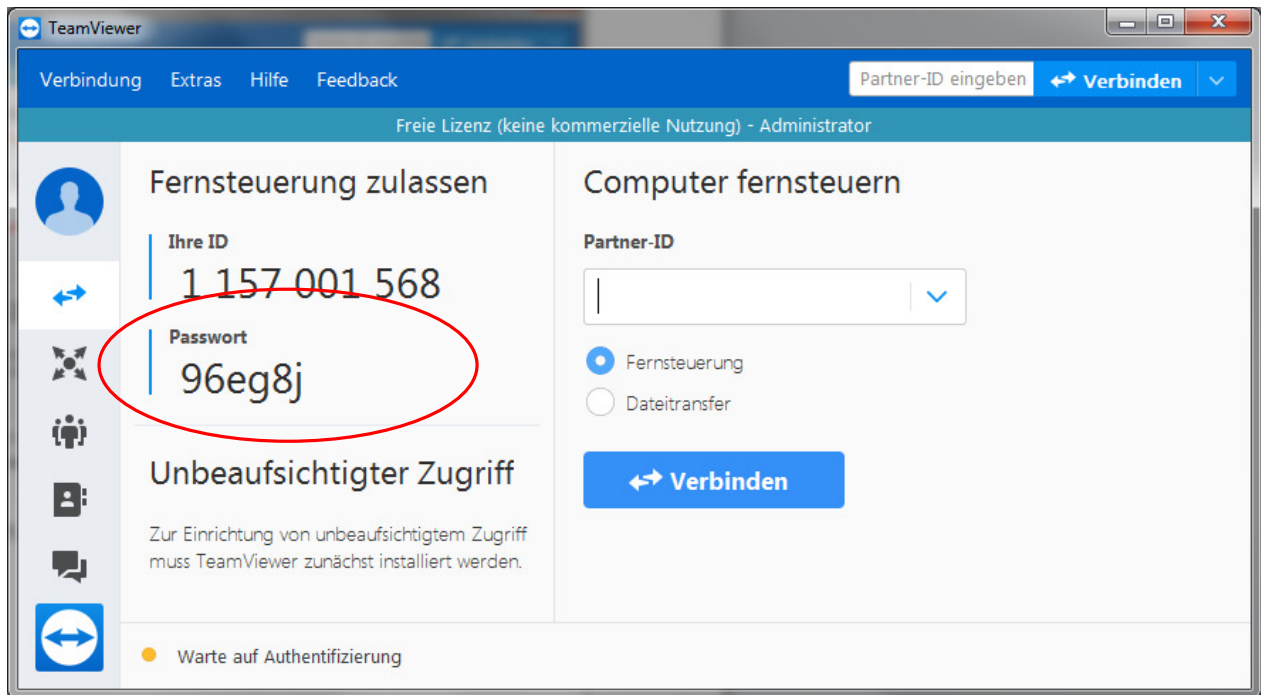 TeamViewer
Verbindung Extras Hilfe Feedback Partner-ID eingeben Verbinden
Freie Lizenz (keine kommerzielle Nutzung) - Administrator
Fernsteuerung zulassen
Ihre ID
1 157 001 568
Passwort
96eg8j
Unbeaufsichtigter Zugriff
Zur Einrichtung von unbeaufsichtigtem Zugriff
muss TeamViewer zunächst installiert werden.
Computer fernsteuern
Partner-ID
Fernsteuerung
Dateitransfer
Verbinden
Warte auf Authentifizierung